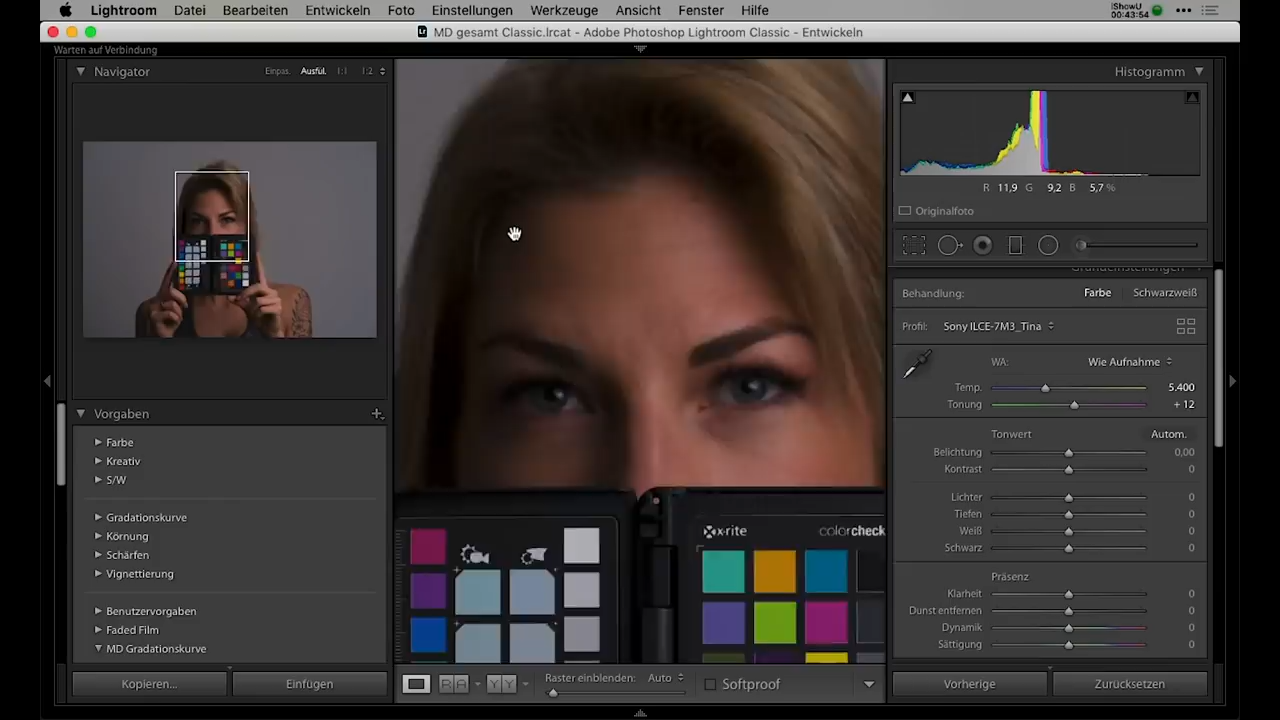 Lightroom Datei Bearbeiten Entwickeln Foto Einstellungen Werkzeuge Ansicht Fenster Hilfe iShowU 00:43:54
Lr MD gesamt Classic.lrcat - Adobe Photoshop Lightroom Classic - Entwickeln
Warten auf Verbindung
Navigator Einpas. Ausfül. 1:1 1:2
Histogramm
R 11,9 G 9,2 B 5,7 %
Originalfoto
Grundeinstellungen
Behandlung: Farbe Schwarzweiß
Profil: Sony ILCE-7M3_Tina
WA: Wie Aufnahme
Temp. 5.400
Tonung + 12
Tonwert Autom.
Belichtung 0,00
Kontrast 0
Lichter 0
Tiefen 0
Weiß 0
Schwarz 0
Präsenz
Klarheit 0
Dunst entfernen 0
Dynamik 0
Sättigung 0
Vorgaben
Farbe
Kreativ
S/W
Gradationskurve
Körnung
Schärfen
Vignettierung
Benutzervorgaben
Faded Film
MD Gradationskurve
x-rite colorcheck
Kopieren... Einfügen
R A Y Y Raster einblenden: Auto Softproof
Vorherige Zurücksetzen